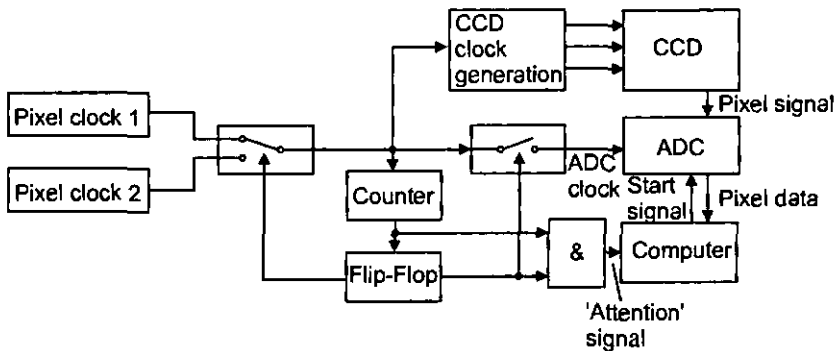 CCD
clock
generation
CCD
Pixel signal
Pixel clock 1
ADC
ADC
clock
Pixel clock 2
Start
signal
Pixel data
Counter
Flip-Flop
&
Computer
'Attention'
signal